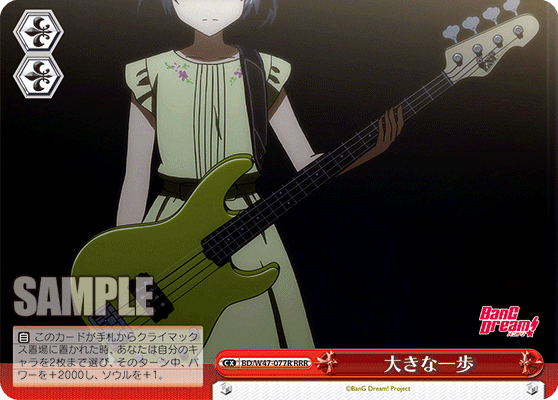 SAMPLE
BanG Dream!
バンドリ!
このカードが手札からクライマック
ス置場に置かれた時、あなたは自分のキ
ャラを2枚まで選び、そのターン中、パ
ワーを+2000し、ソウルを+1。
CX BD/W47-077R RRR 大きな一歩
©BanG Dream! Project